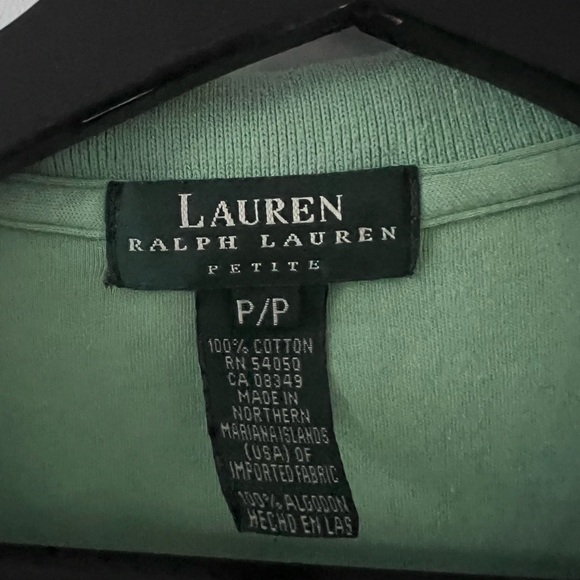 LAUREN
RALPH LAUREN
PETITE
P/P
100% COTTON
RN 54050
CA 08349
MADE IN
NORTHERN
MARIANA ISLANDS
(USA) OF
IMPORTED FABRIC
100% ALGODON
HECHO EN LAS